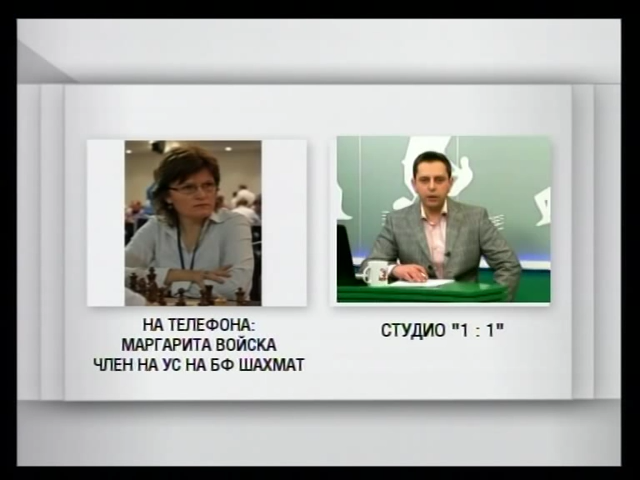 НА ТЕЛЕФОНА:
МАРГАРИТА ВОЙСКА
ЧЛЕН НА УС НА БФ ШАХМАТ
СТУДИО "1 : 1"